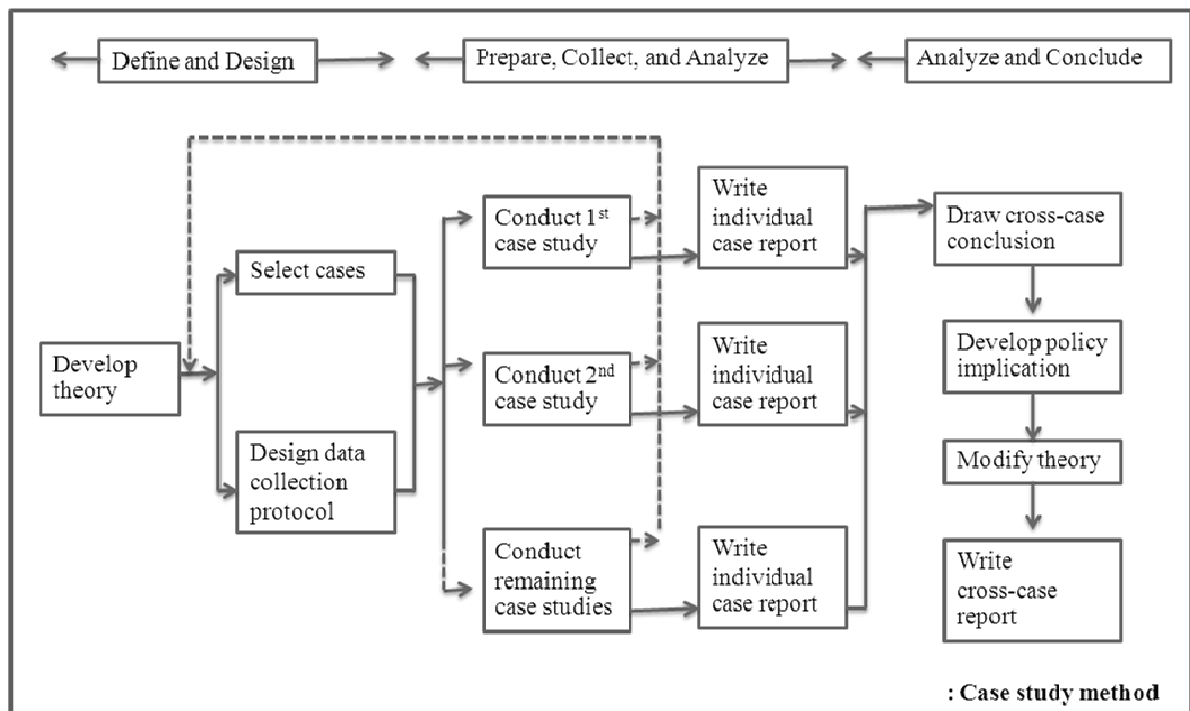 Define and Design
Prepare, Collect, and Analyze
Analyze and Conclude
Develop
theory
Select cases
Design data
collection
protocol
Conduct 1st
case study
Conduct 2nd
case study
Conduct
remaining
case studies
Write
individual
case report
Write
individual
case report
Write
individual
case report
Draw cross-case
conclusion
Develop policy
implication
Modify theory
Write
cross-case
report
: Case study method